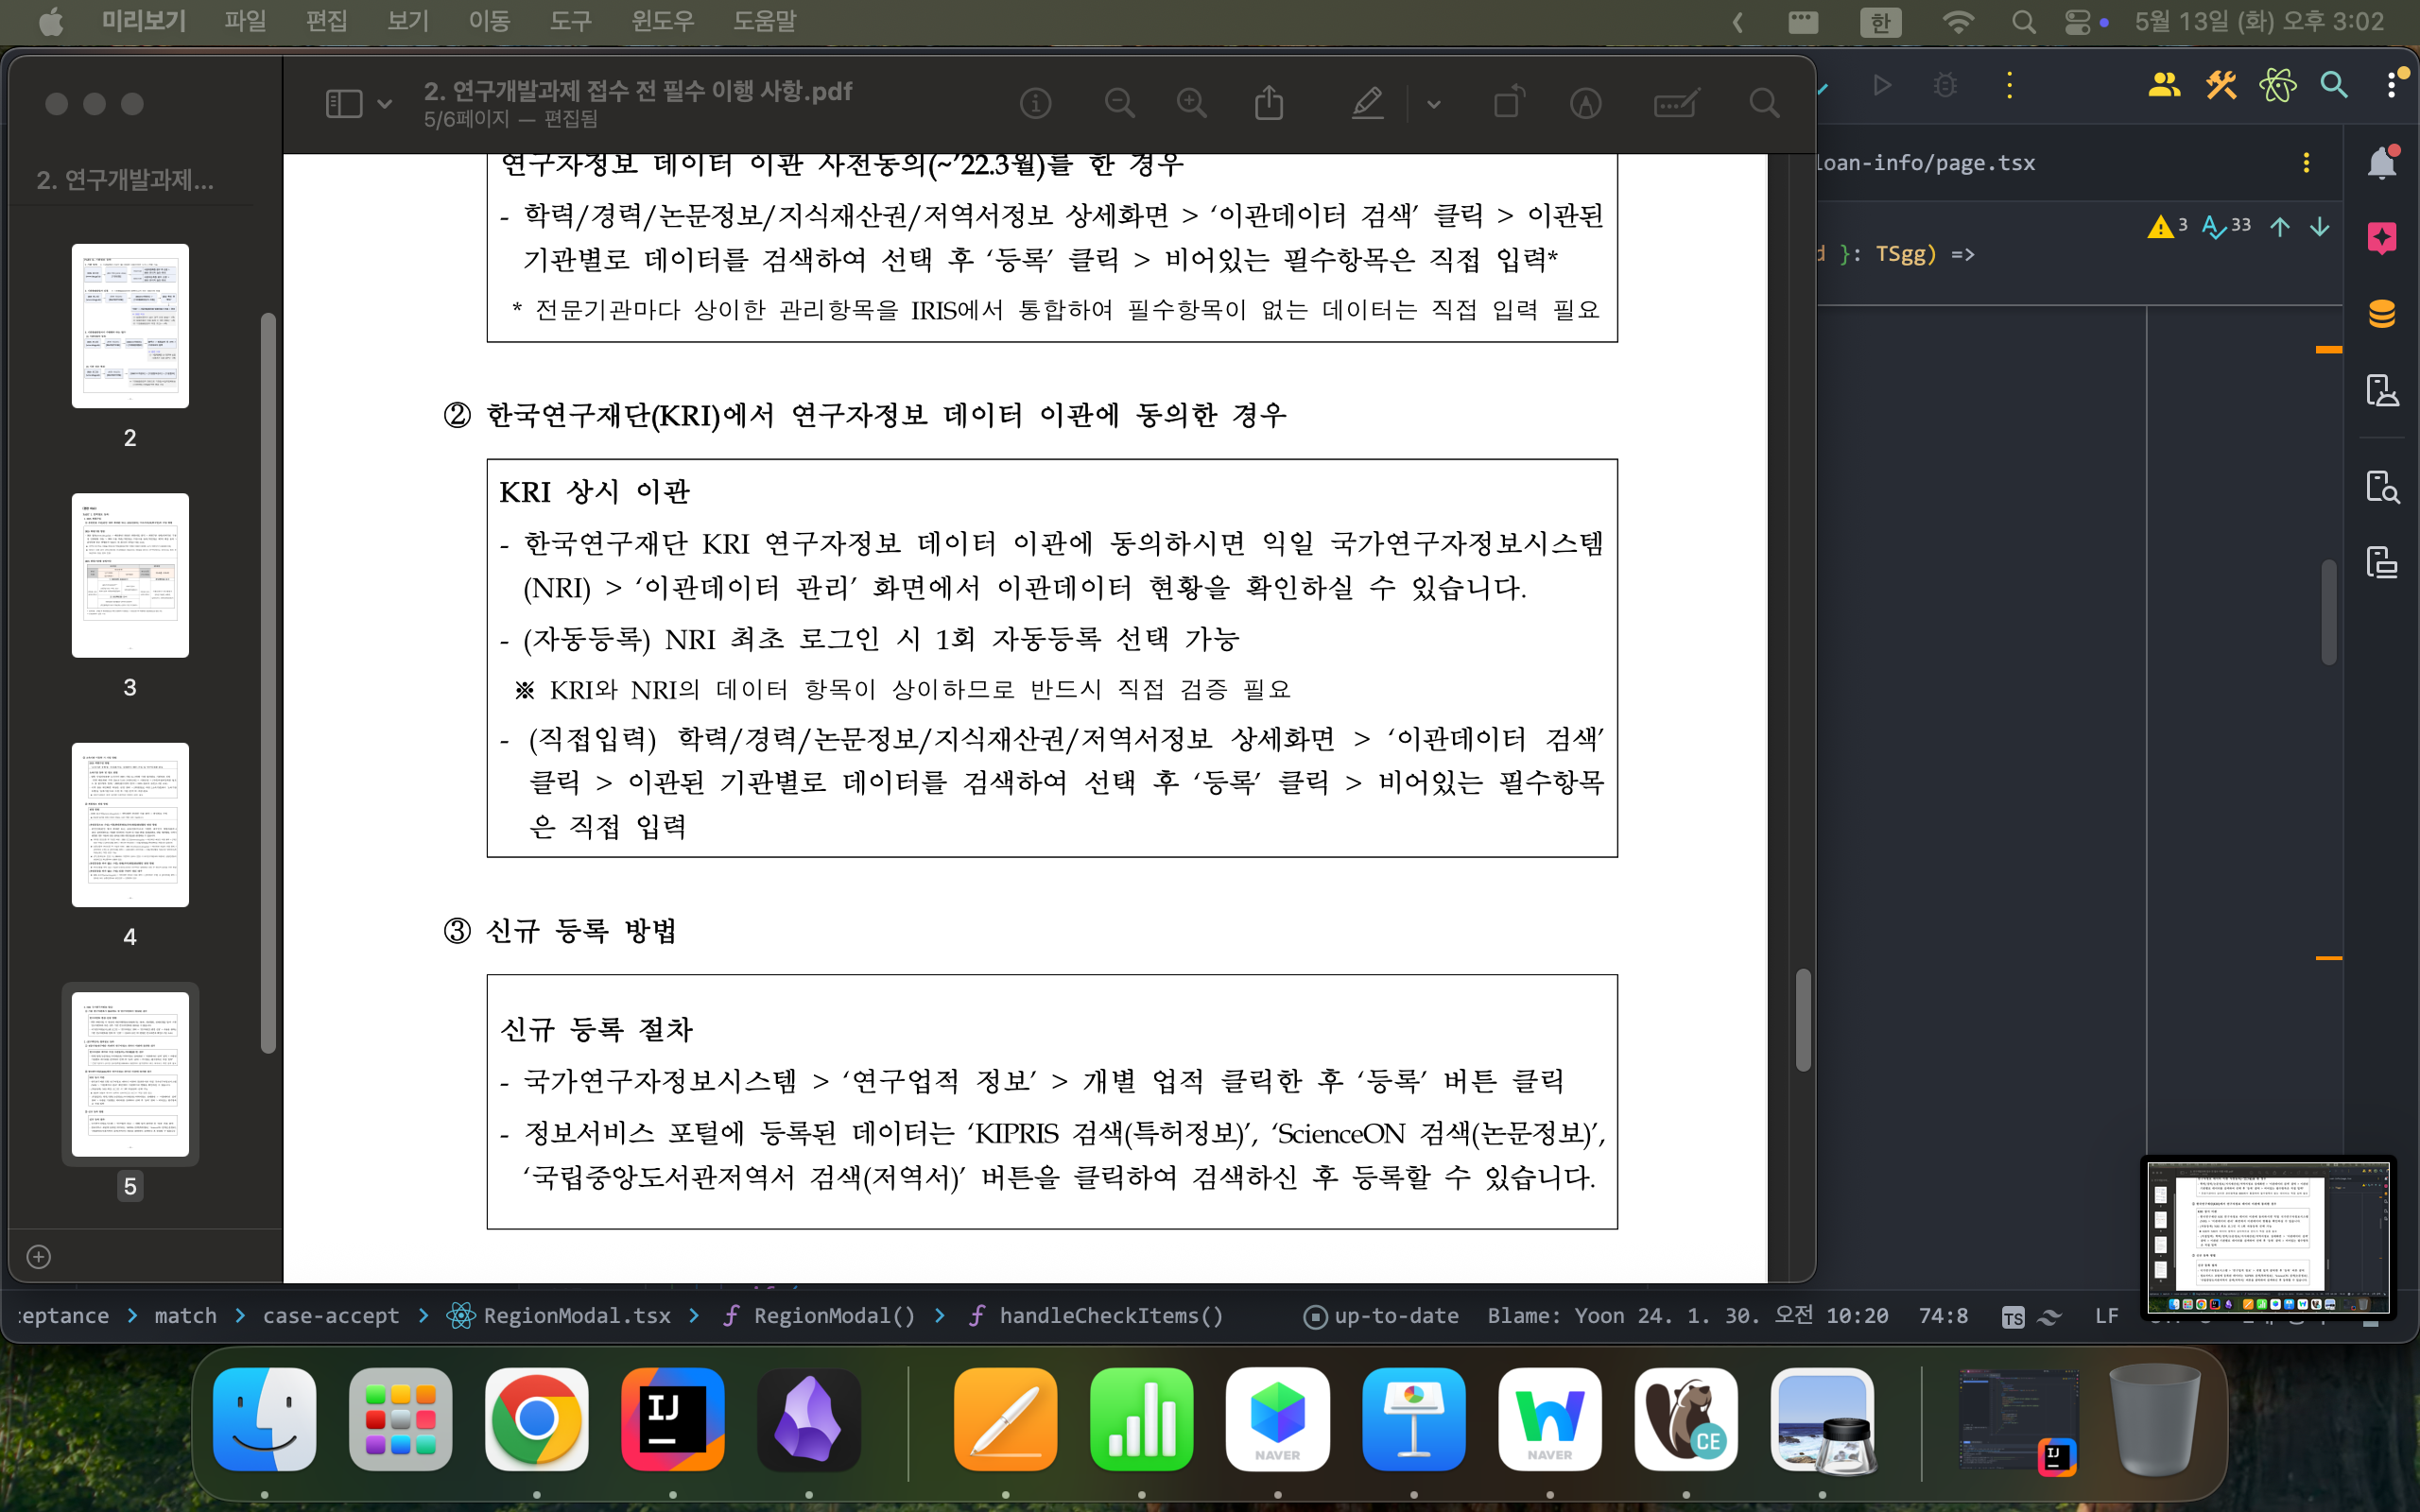 미리보기 파일 편집 보기 이동 도구 윈도우 도움말
한 5월 13일 (화) 오후 3:02
2. 연구개발과제 접수 전 필수 이행 사항.pdf
5/6페이지 — 편집됨
2. 연구개발과제...
2
3
4
5
연구자정보 데이터 이관 사전동의(~’22.3월)를 한 경우
- 학력/경력/논문정보/지식재산권/저역서정보 상세화면 > ‘이관데이터 검색’ 클릭 > 이관된
기관별로 데이터를 검색하여 선택 후 ‘등록’ 클릭 > 비어있는 필수항목은 직접 입력*
* 전문기관마다 상이한 관리항목을 IRIS에서 통합하여 필수항목이 없는 데이터는 직접 입력 필요
② 한국연구재단(KRI)에서 연구자정보 데이터 이관에 동의한 경우
KRI 상시 이관
- 한국연구재단 KRI 연구자정보 데이터 이관에 동의하시면 익일 국가연구자정보시스템
(NRI) > ‘이관데이터 관리’ 화면에서 이관데이터 현황을 확인하실 수 있습니다.
- (자동등록) NRI 최초 로그인 시 1회 자동등록 선택 가능
※ KRI와 NRI의 데이터 항목이 상이하므로 반드시 직접 검증 필요
- (직접입력) 학력/경력/논문정보/지식재산권/저역서정보 상세화면 > ‘이관데이터 검색’
클릭 > 이관된 기관별로 데이터를 검색하여 선택 후 ‘등록’ 클릭 > 비어있는 필수항목
은 직접 입력
③ 신규 등록 방법
신규 등록 절차
- 국가연구자정보시스템 > ‘연구업적 정보’ > 개별 업적 클릭한 후 ‘등록’ 버튼 클릭
- 정보서비스 포털에 등록된 데이터는 ‘KIPRIS 검색(특허정보)’, ‘ScienceON 검색(논문정보)’,
‘국립중앙도서관저역서 검색(저역서)’ 버튼을 클릭하여 검색하신 후 등록할 수 있습니다.
loan-info/page.tsx
3 33
d }: TSgg) =>
:eptance > match > case-accept > RegionModal.tsx > RegionModal() > handleCheckItems()
up-to-date Blame: Yoon 24. 1. 30. 오전 10:20 74:8 TS LF
IJ
NAVER
NAVER
CE
IJ